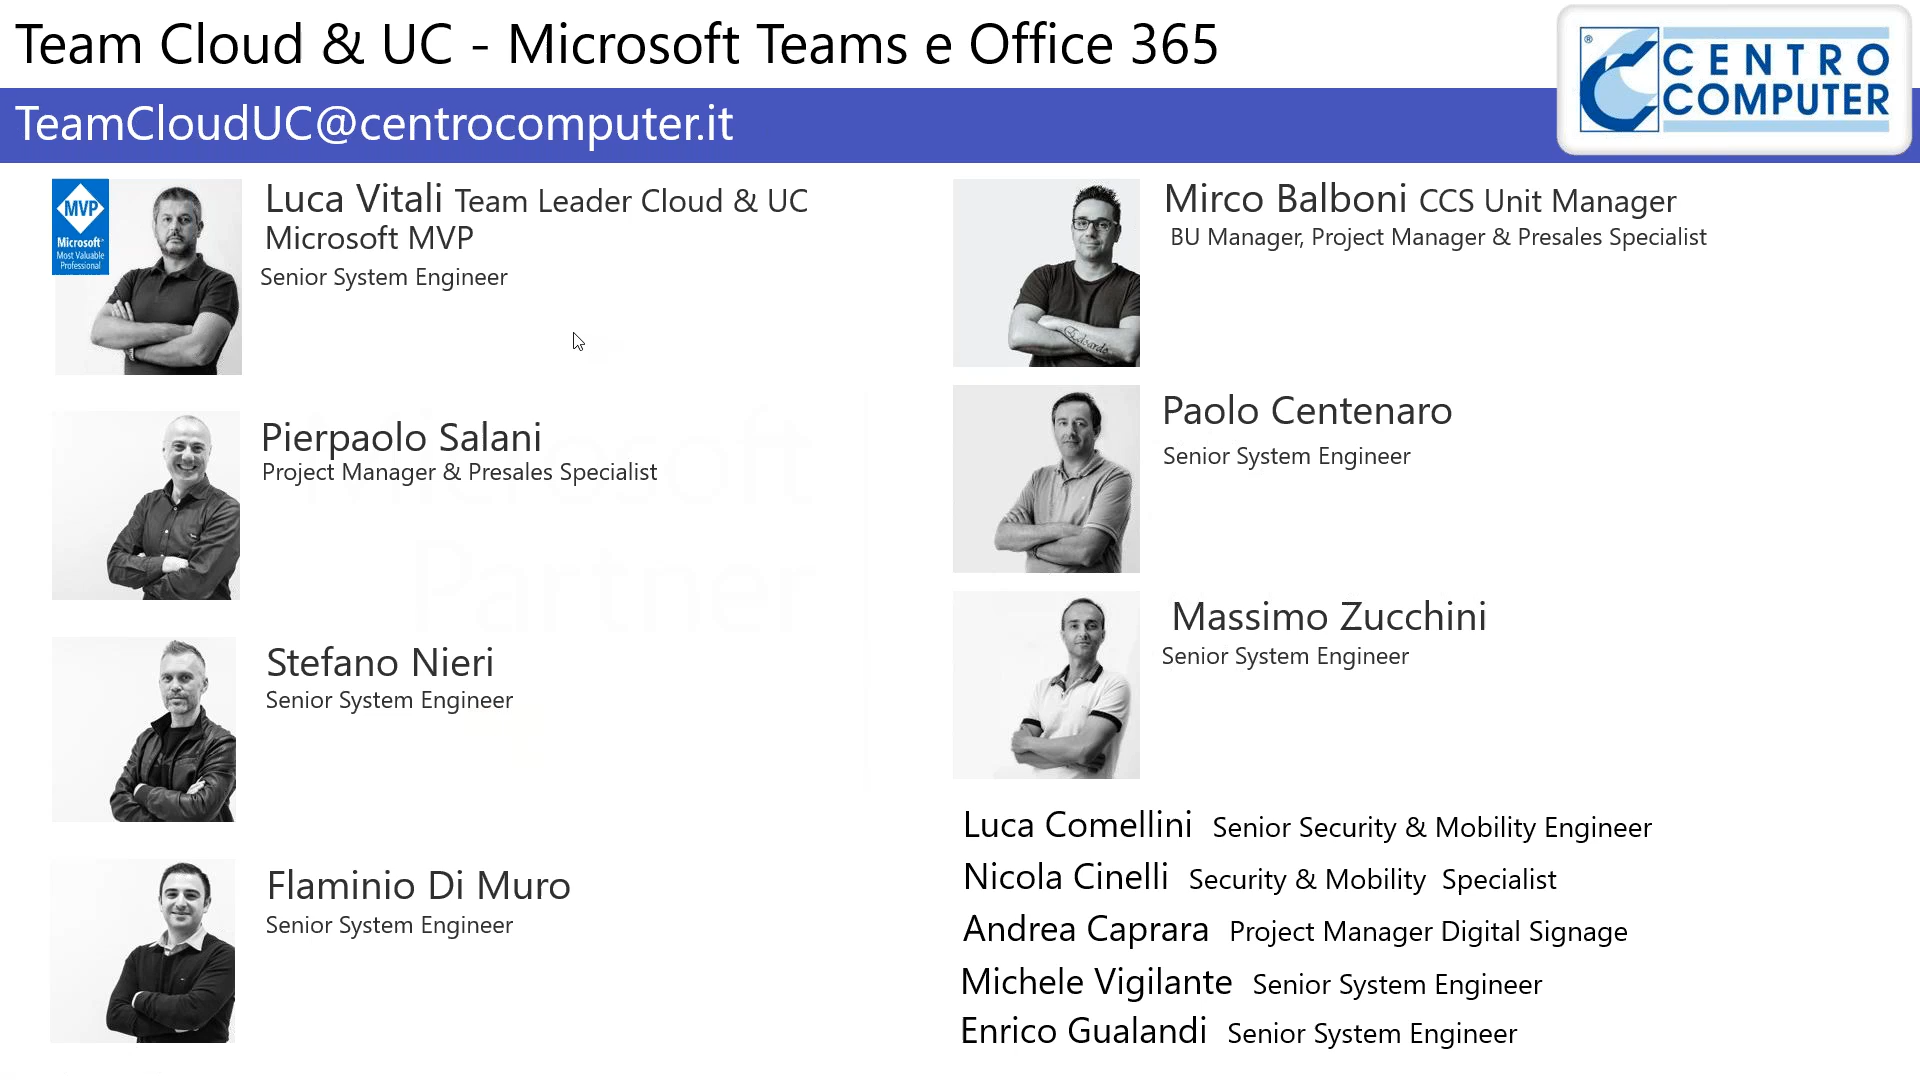 Team Cloud & UC - Microsoft Teams e Office 365
TeamCloudUC@centrocomputer.it
® CENTRO
COMPUTER
MVP
Microsoft®
Most Valuable
Professional
Luca Vitali Team Leader Cloud & UC
Microsoft MVP
Senior System Engineer
Pierpaolo Salani
Project Manager & Presales Specialist
Microsoft
Partner
Stefano Nieri
Senior System Engineer
Flaminio Di Muro
Senior System Engineer
Mirco Balboni CCS Unit Manager
BU Manager, Project Manager & Presales Specialist
Edoardo
Paolo Centenaro
Senior System Engineer
Massimo Zucchini
Senior System Engineer
Luca Comellini Senior Security & Mobility Engineer
Nicola Cinelli Security & Mobility Specialist
Andrea Caprara Project Manager Digital Signage
Michele Vigilante Senior System Engineer
Enrico Gualandi Senior System Engineer